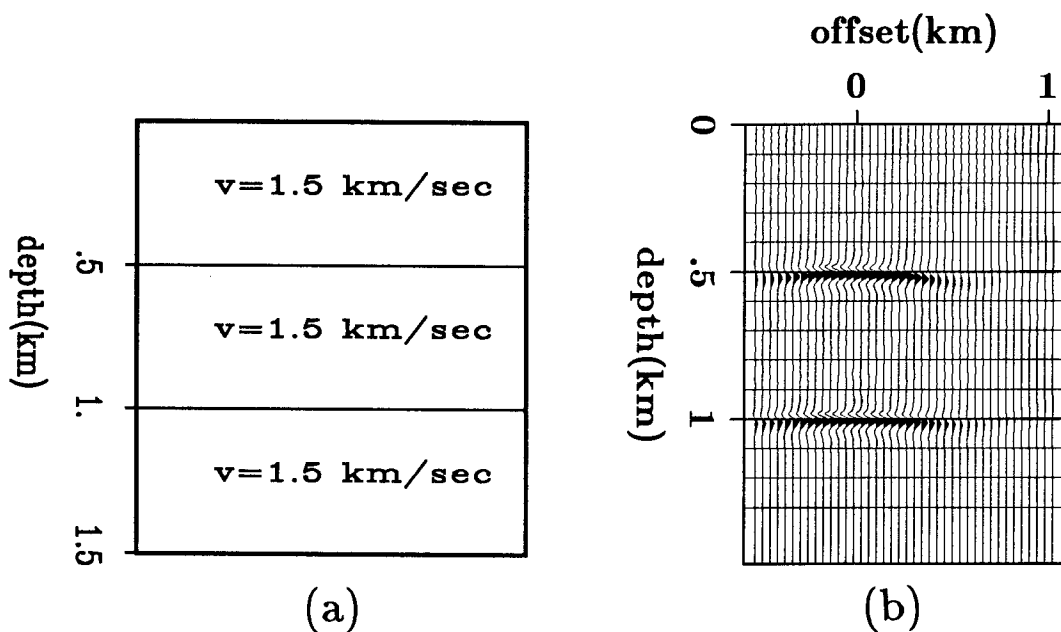 v=1.5 km/sec
v=1.5 km/sec
v=1.5 km/sec
.5
1.
1.5
depth(km)
(a)
offset(km)
0
1
0
.5
1
depth(km)
(b)